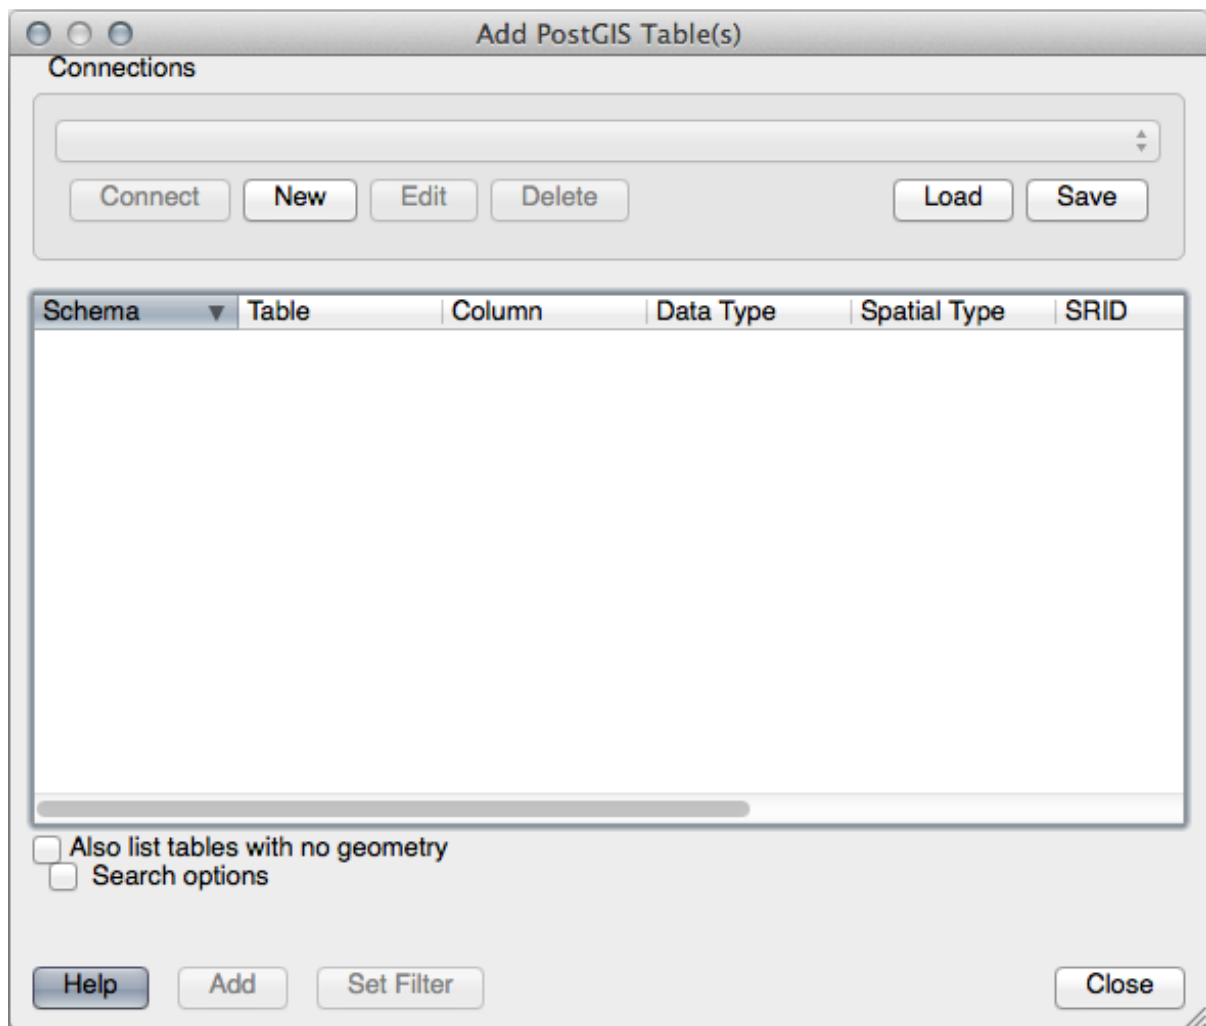 Add PostGIS Table(s)
Connections
Connect New Edit Delete Load Save
Schema Table Column Data Type Spatial Type SRID
Also list tables with no geometry
Search options
Help Add Set Filter Close